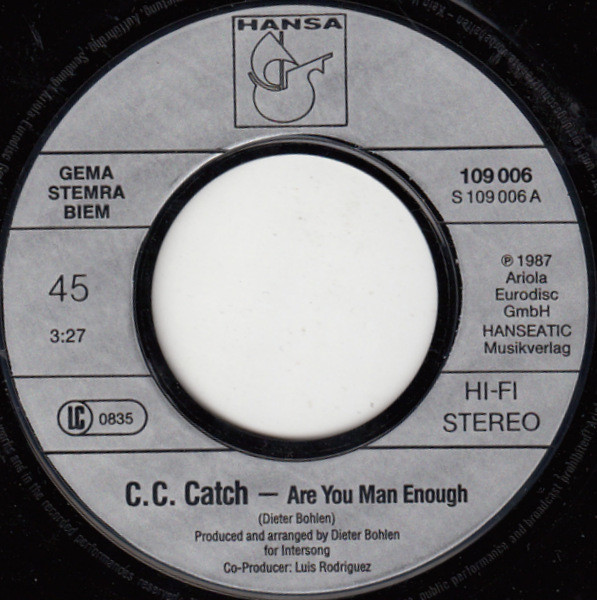 HANSA
GEMA
STEMRA
BIEM
109 006
S 109 006 A
45
3:27
℗ 1987
Ariola
Eurodisc
GmbH
HANSEATIC
Musikverlag
LC 0835
HI-FI
STEREO
C.C. Catch — Are You Man Enough
(Dieter Bohlen)
Produced and arranged by Dieter Bohlen
for Intersong
Co-Producer: Luis Rodriguez